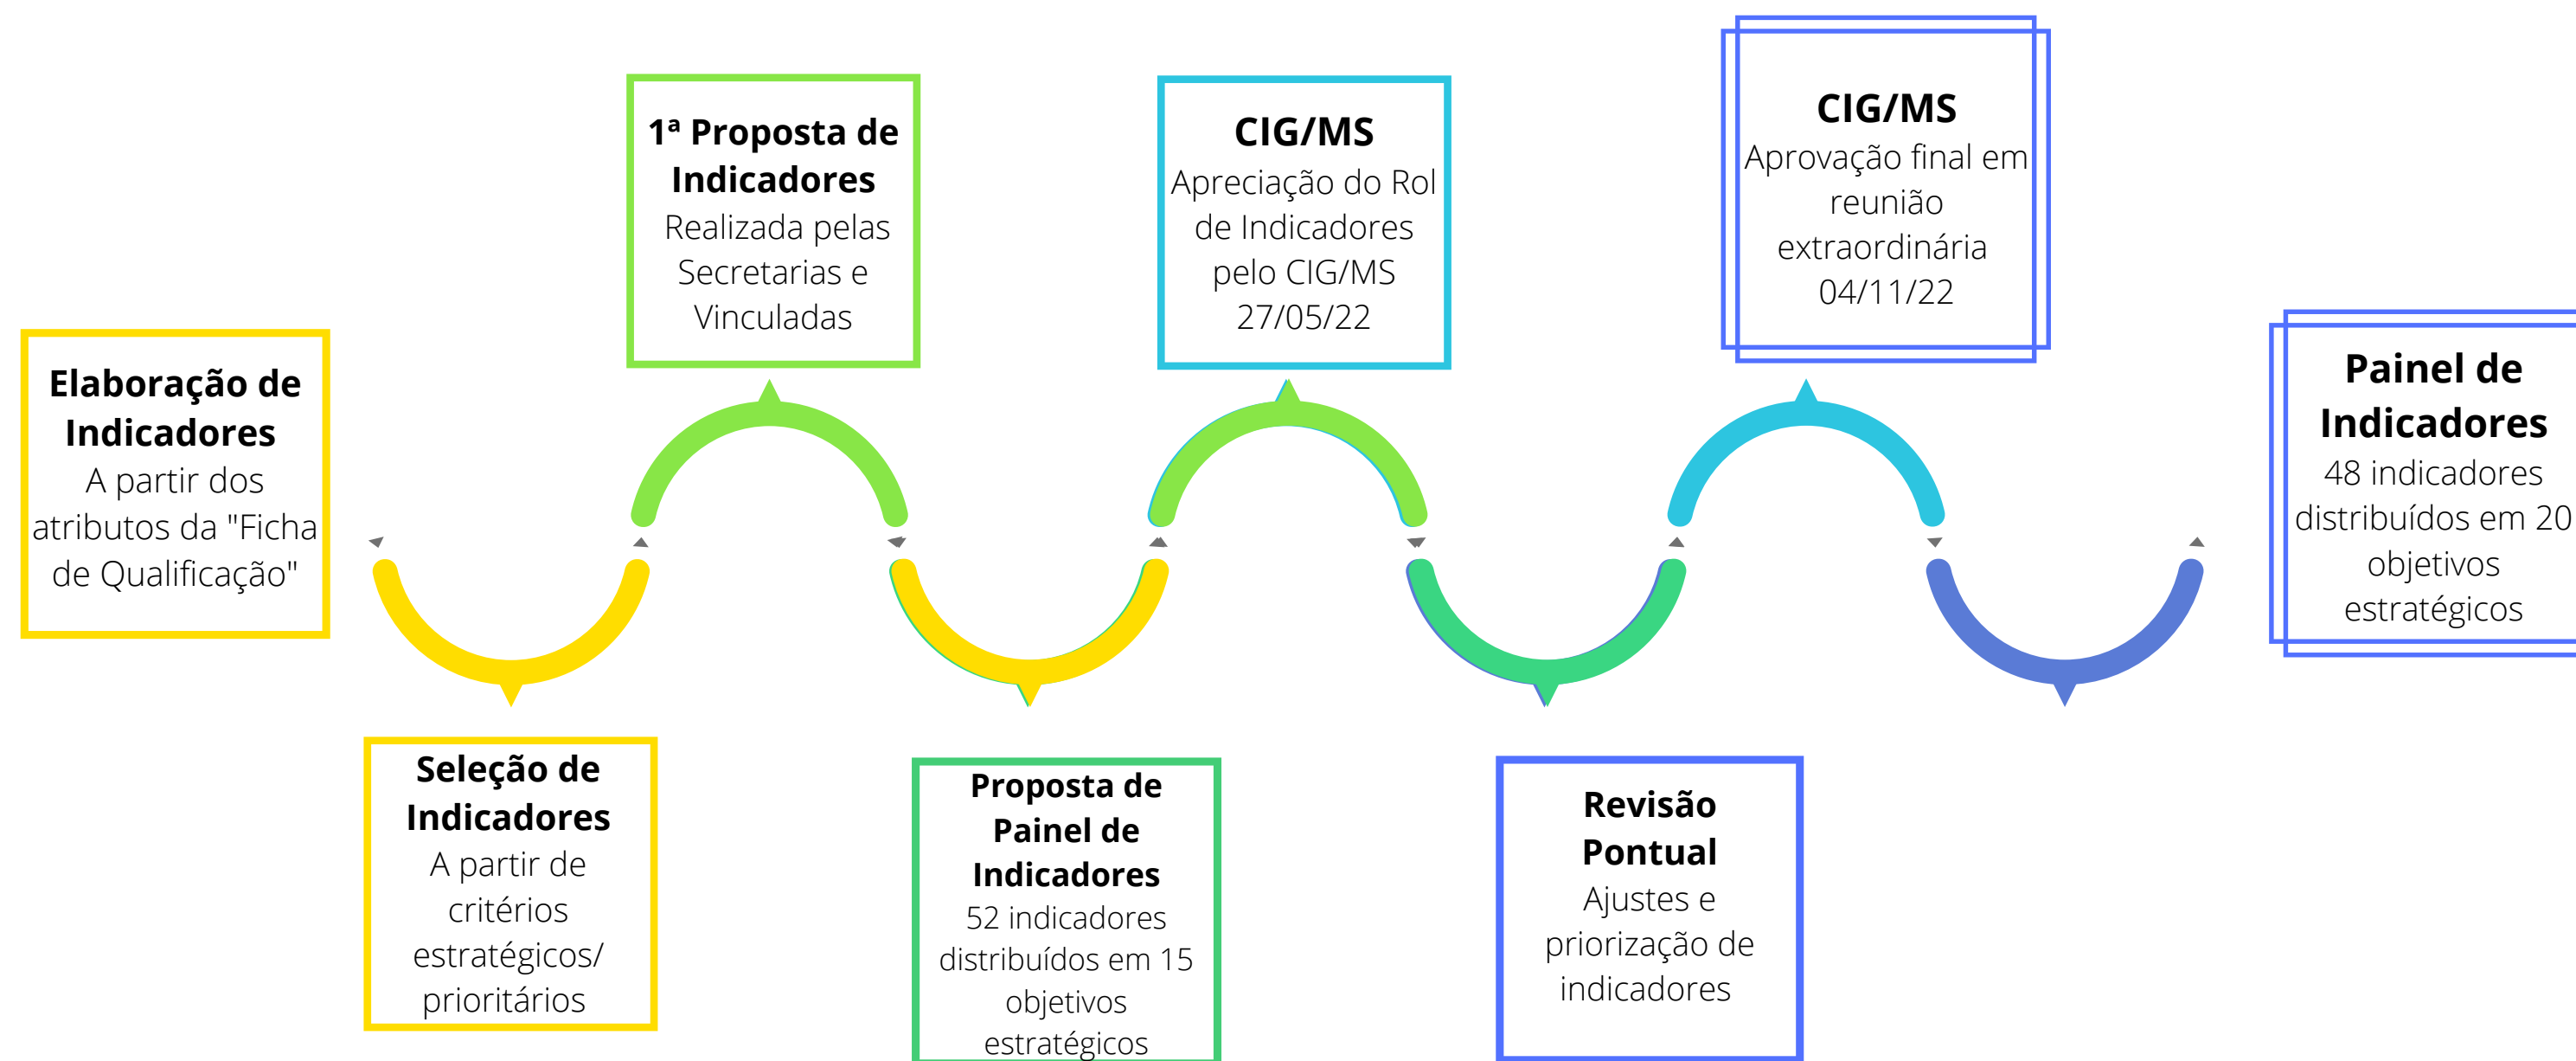 Elaboração de
Indicadores
A partir dos
atributos da "Ficha
de Qualificação"
Seleção de
Indicadores
A partir de
critérios
estratégicos/
prioritários
1ª Proposta de
Indicadores
Realizada pelas
Secretarias e
Vinculadas
Proposta de
Painel de
Indicadores
52 indicadores
distribuídos em 15
objetivos
estratégicos
CIG/MS
Apreciação do Rol
de Indicadores
pelo CIG/MS
27/05/22
Revisão
Pontual
Ajustes e
priorização de
indicadores
CIG/MS
Aprovação final em
reunião
extraordinária
04/11/22
Painel de
Indicadores
48 indicadores
distribuídos em 20
objetivos
estratégicos